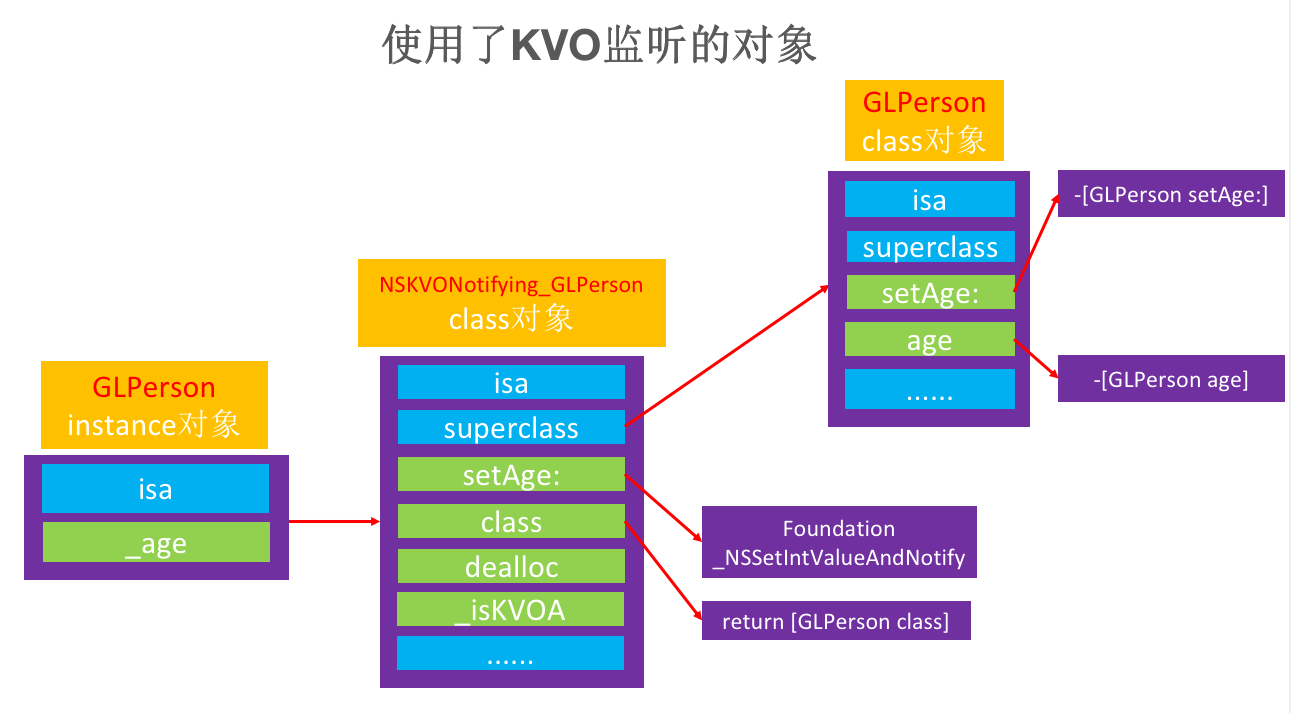 使用了KVO监听的对象
GLPerson
class对象
isa
superclass
setAge:
age
......
-[GLPerson setAge:]
-[GLPerson age]
NSKVONotifying_GLPerson
class对象
isa
superclass
setAge:
class
dealloc
_isKVOA
......
Foundation
_NSSetIntValueAndNotify
return [GLPerson class]
GLPerson
instance对象
isa
_age